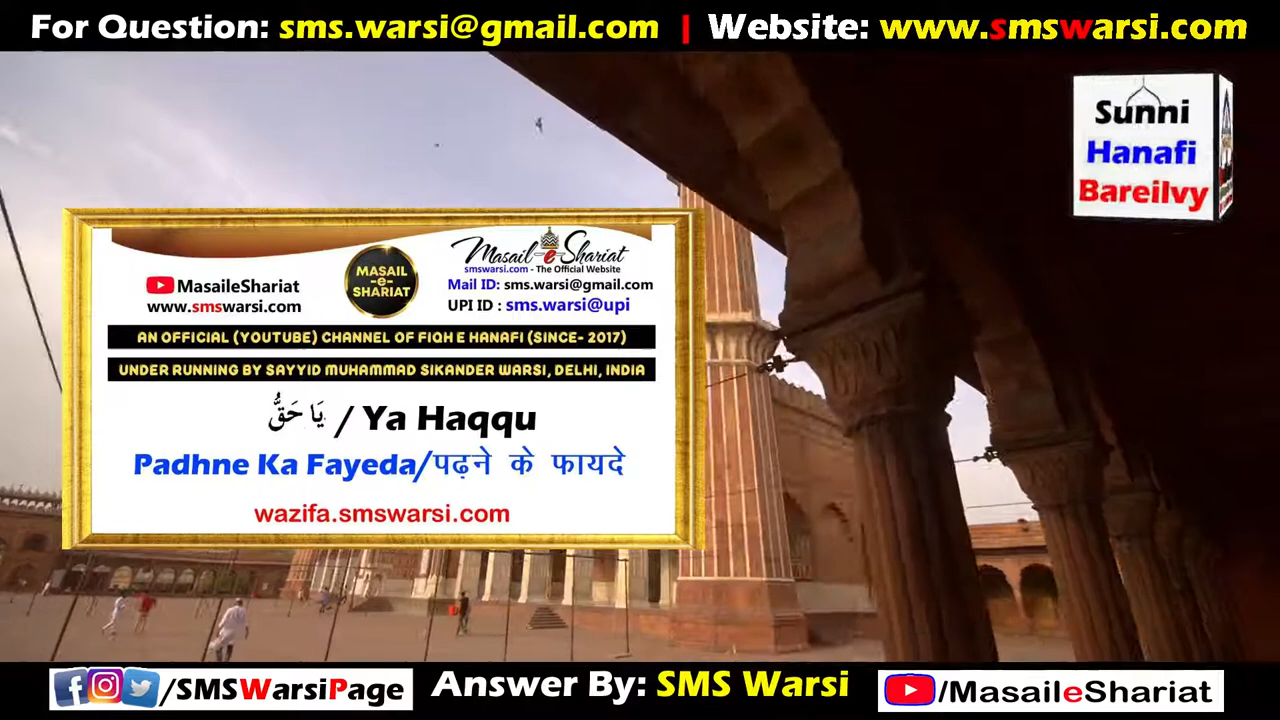 For Question: sms.warsi@gmail.com | Website: www.smswarsi.com
Sunni
Hanafi
Bareilvy
MasaileShariat
www.smswarsi.com
MASAIL
-e-
SHARIAT
Masail-e-Shariat
smswarsi.com - The Official Website
Mail ID: sms.warsi@gmail.com
UPI ID : sms.warsi@upi
AN OFFICIAL (YOUTUBE) CHANNEL OF FIQH E HANAFI (SINCE- 2017)
UNDER RUNNING BY SAYYID MUHAMMAD SIKANDER WARSI, DELHI, INDIA
يَا حَقُّ / Ya Haqqu
Padhne Ka Fayeda/पढ़ने के फायदे
wazifa.smswarsi.com
/SMSWarsiPage
Answer By: SMS Warsi
/MasaileShariat